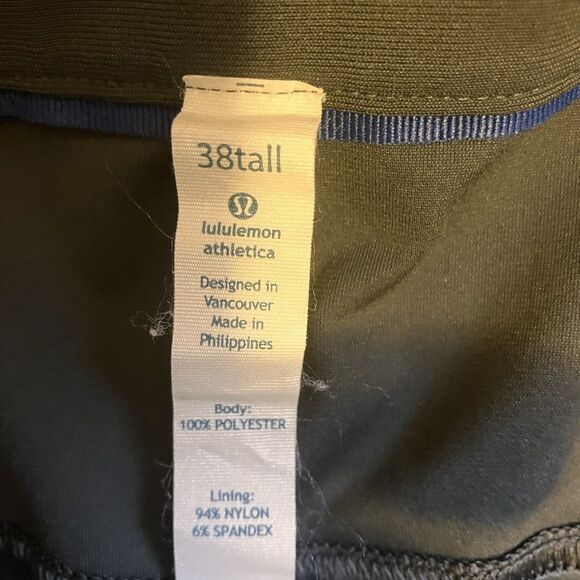 38tall
lululemon
athletica
Designed in
Vancouver
Made in
Philippines
Body:
100% POLYESTER
Lining:
94% NYLON
6% SPANDEX